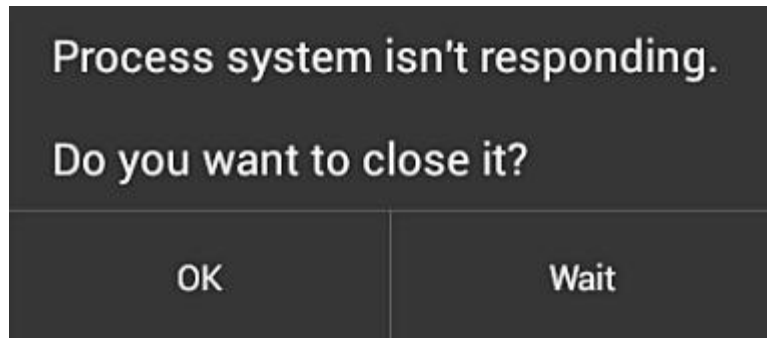 Process system isn't responding.
Do you want to close it?
OK
Wait